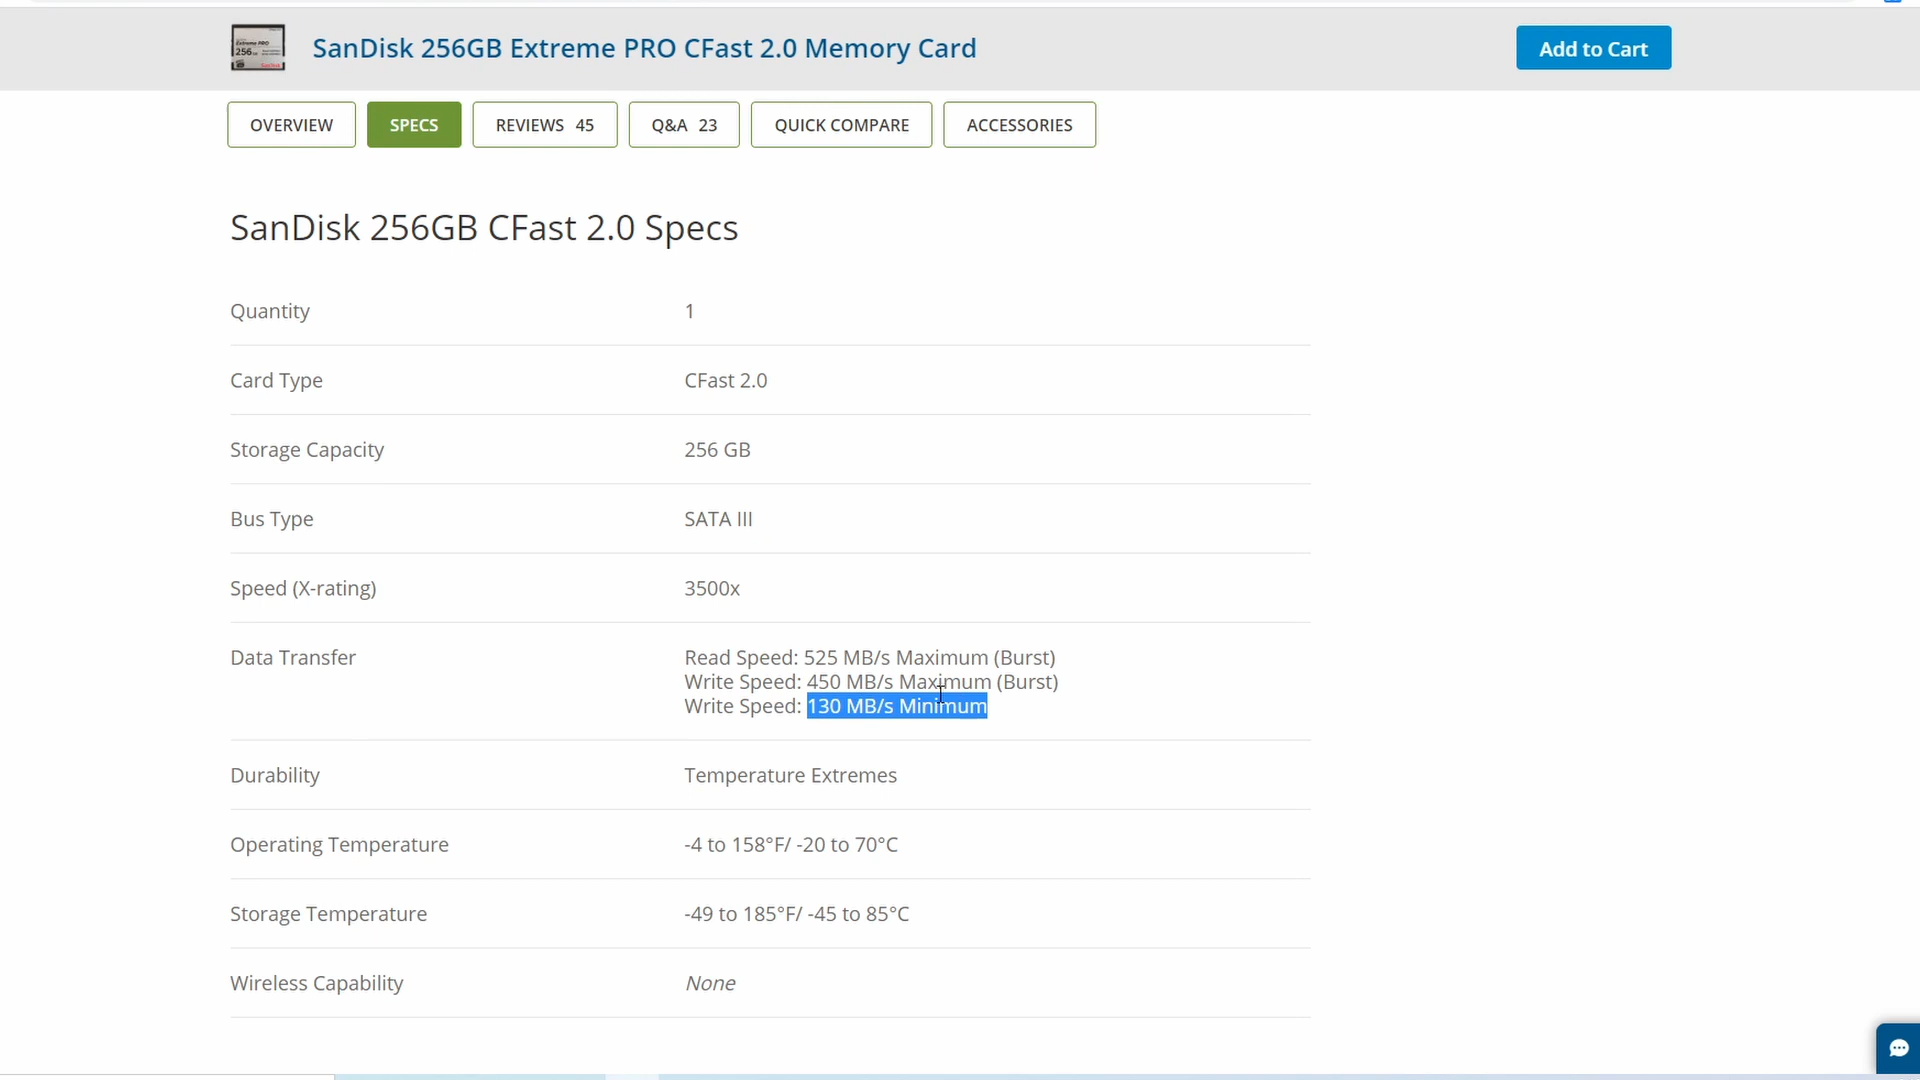 Extreme PRO
256
SanDisk
SanDisk 256GB Extreme PRO CFast 2.0 Memory Card
Add to Cart
OVERVIEW
SPECS
REVIEWS 45
Q&A 23
QUICK COMPARE
ACCESSORIES
SanDisk 256GB CFast 2.0 Specs
Quantity 1
Card Type CFast 2.0
Storage Capacity 256 GB
Bus Type SATA III
Speed (X-rating) 3500x
Data Transfer Read Speed: 525 MB/s Maximum (Burst)
Write Speed: 450 MB/s Maximum (Burst)
Write Speed: 130 MB/s Minimum
Durability Temperature Extremes
Operating Temperature -4 to 158°F/ -20 to 70°C
Storage Temperature -49 to 185°F/ -45 to 85°C
Wireless Capability None